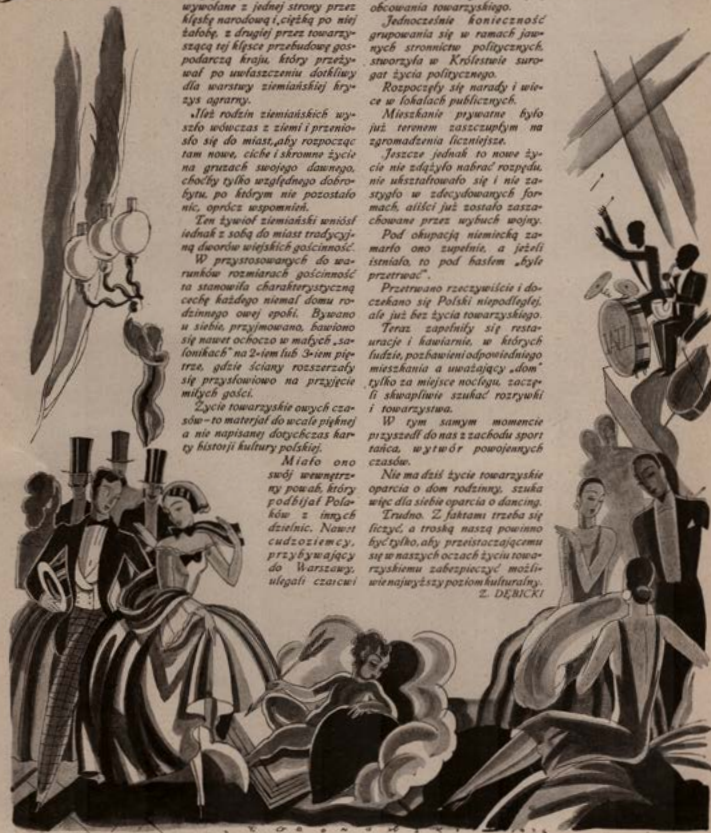 wywołane z jednej strony przez
klęskę narodową i „ciężką po niej
żałobę, z drugiej przez towarzy-
szącą tej klęsce przebudowę gos-
podarczą kraju, który przeży-
wał po uwłaszczeniu dotkliwy
dla warstwy ziemiańskiej kry-
zys agrarny.
Ileż rodzin ziemiańskich wy-
szło wówczas z ziemi i przenio-
sło się do miast, aby rozpocząć
tam nowe, ciche i skromne życie
na gruzach swojego dawnego,
choćby tylko względnego dobro-
bytu, po którym nie pozostało
nic, oprócz wspomnień.
Ten żywioł ziemiański wniósł
jednak z sobą do miast tradycyj-
ną dworów wiejskich gościnność.
W przystosowanych do wa-
runków rozmiarach gościnność
ta stanowiła charakterystyczną
cechę każdego niemal domu ro-
dzinnego owej epoki. Bywano
u siebie, przyjmowano, bawiono
się nawet ochoczo w małych „sa-
lonikach" na 2-iem lub 3-iem pię-
trze, gdzie ściany rozszerzały
się przysłowiowo na przyjęcie
miłych gości.
Życie towarzyskie owych cza-
sów – to materjał do wcale pięknej
a nie napisanej dotychczas kar-
ty historji kultury polskiej.
Miało ono
swój wewnętrz-
ny powab, który
podbijał Pola-
ków z innych
dzielnic. Nawet
cudzoziemcy,
przybywający
do Warszawy,
ulegali czarowi
obcowania towarzyskiego.
Jednocześnie konieczność
grupowania się w ramach jaw-
nych stronnictw politycznych,
stworzyła w Królestwie suro-
gat życia politycznego.
Rozpoczęły się narady i wie-
ce w lokalach publicznych.
Mieszkanie prywatne było
już terenem zaszczupłym na
zgromadzenia liczniejsze.
Jeszcze jednak to nowe ży-
cie nie zdążyło nabrać rozpędu,
nie ukształtowało się i nie za-
stygło w zdecydowanych for-
mach, aliści już zostało zasza-
chowane przez wybuch wojny.
Pod okupacją niemiecką za-
marło ono zupełnie, a jeżeli
istniało, to pod hasłem „byle
przetrwać".
Przetrwano rzeczywiście i do-
czekano się Polski niepodległej,
ale już bez życia towarzyskiego.
Teraz zapełniły się resta-
uracje i kawiarnie, w których
ludzie, pozbawieni odpowiedniego
mieszkania a uważający „dom"
tylko za miejsce noclegu, zaczę-
li skwapliwie szukać rozrywki
i towarzystwa.
W tym samym momencie
przyszedł do nas z zachodu sport
tańca, wytwór powojennych
czasów.
Nie ma dziś życie towarzyskie
oparcia o dom rodzinny, szuka
więc dla siebie oparcia o dancing.
Trudno. Z faktami trzeba się
liczyć, a troską naszą powinno
być tylko, aby przeistaczającemu
się w naszych oczach życiu towa-
rzyskiemu zabezpieczyć możli-
wie najwyższy poziom kulturalny.
Z. DĘBICKI
JAZZ